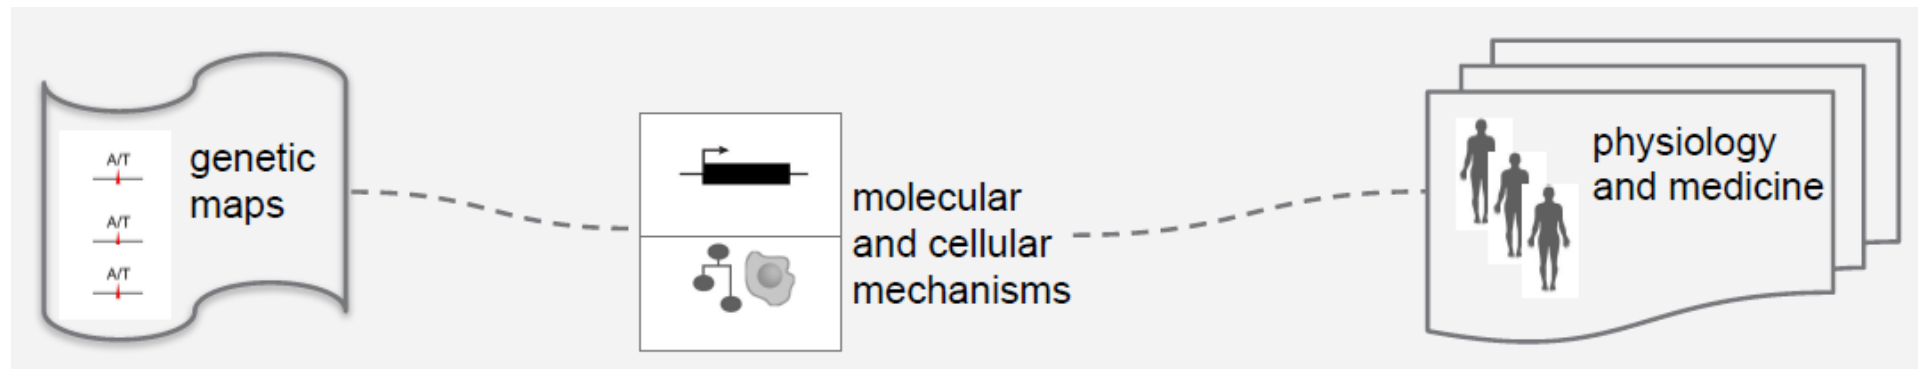 A/T
A/T
A/T
genetic
maps
molecular
and cellular
mechanisms
physiology
and medicine